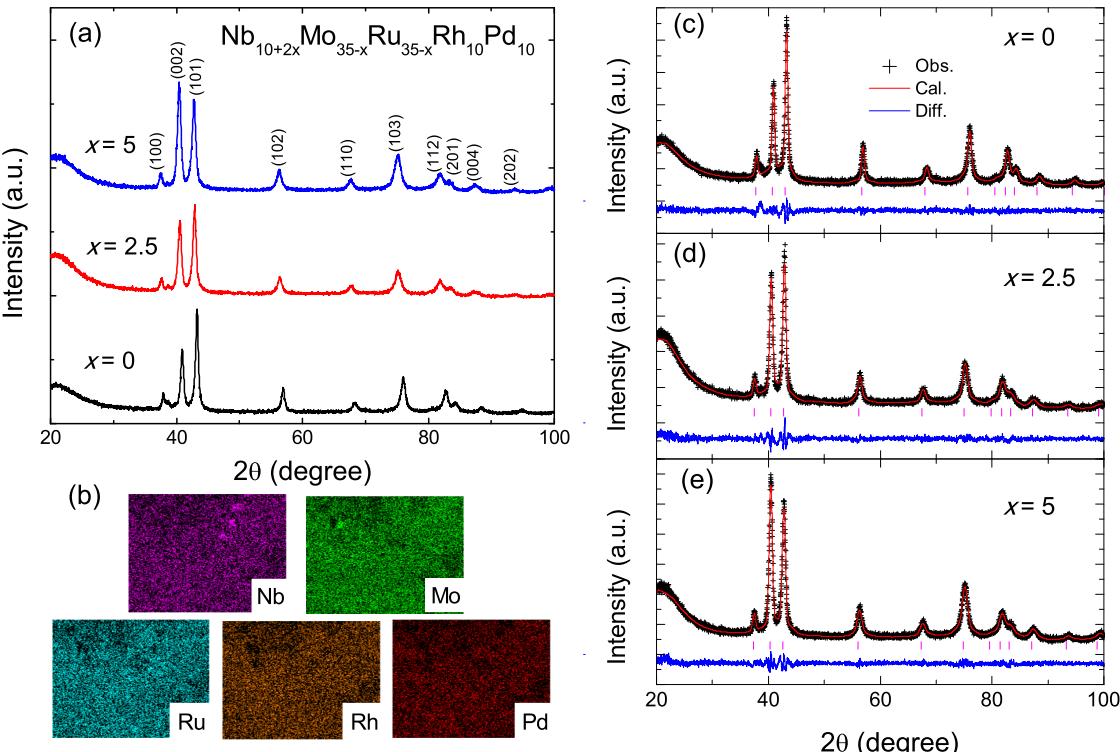 (a)
Nb10+2xMo35-xRu35-xRh10Pd10
(100)
(002)
(101)
(102)
(110)
(103)
(112)
(201)
(004)
(202)
x = 5
x = 2.5
x = 0
Intensity (a.u.)
20 40 60 80 100
2θ (degree)
(b)
Nb
Mo
Ru
Rh
Pd
(c)
x = 0
Obs.
Cal.
Diff.
Intensity (a.u.)
(d)
x = 2.5
Intensity (a.u.)
(e)
x = 5
Intensity (a.u.)
20 40 60 80 100
2θ (degree)